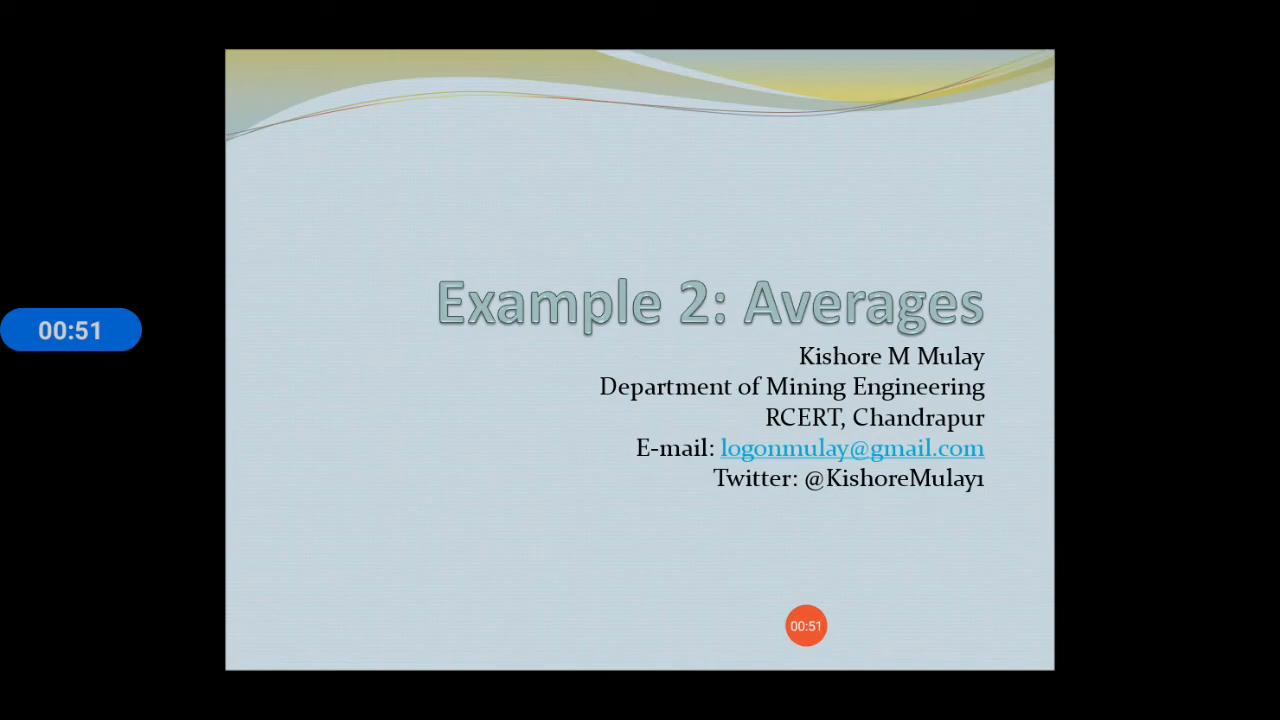 Example 2: Averages
Kishore M Mulay
Department of Mining Engineering
RCERT, Chandrapur
E-mail: logonmulay@gmail.com
Twitter: @KishoreMulay1
00:51
00:51